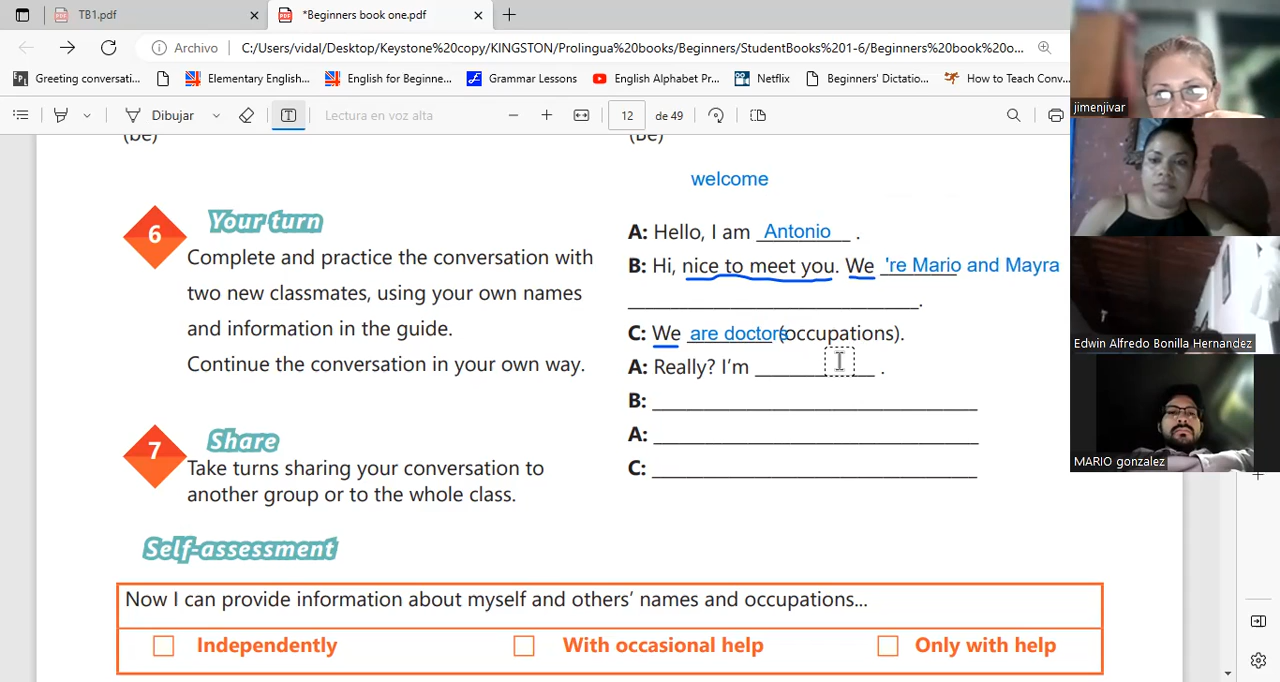 TB1.pdf
*Beginners book one.pdf
Archivo
C:/Users/vidal/Desktop/Keystone%20copy/KINGSTON/Prolingua%20books/Beginners/StudentBooks%201-6/Beginners%20book%20o...
Greeting conversati...
Elementary English...
English for Beginne...
Grammar Lessons
English Alphabet Pr...
Netflix
Beginners' Dictatio...
How to Teach Conv...
Dibujar
Lectura en voz alta
12
de 49
(be)
(Be)
welcome
6
Your turn
Complete and practice the conversation with
two new classmates, using your own names
and information in the guide.
Continue the conversation in your own way.
A: Hello, I am Antonio .
B: Hi, nice to meet you. We 're Mario and Mayra
.
C: We are doctors (occupations).
A: Really? I'm ____________ .
B:
A:
C:
7
Share
Take turns sharing your conversation to
another group or to the whole class.
Self-assessment
Now I can provide information about myself and others' names and occupations...
Independently
With occasional help
Only with help
jimenjivar
Edwin Alfredo Bonilla Hernandez
MARIO gonzalez